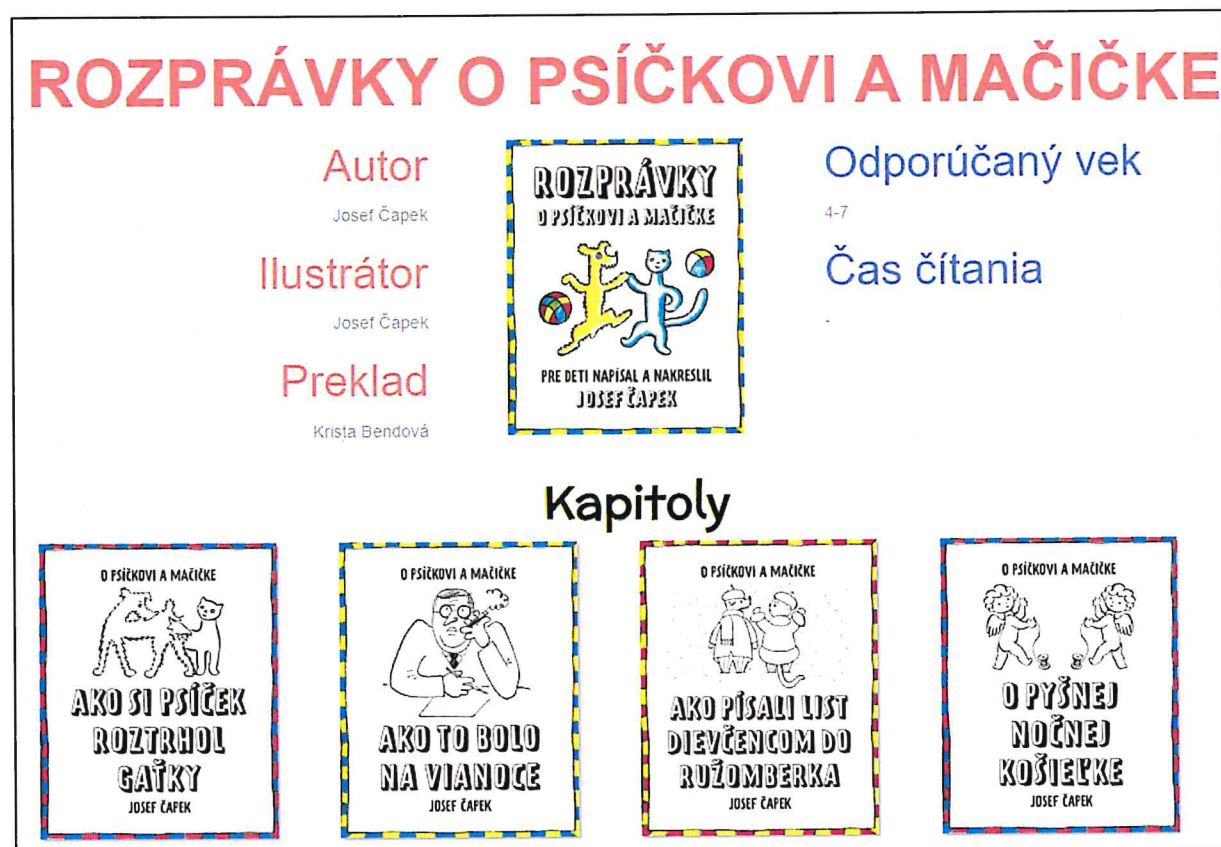 ROZPRÁVKY O PSÍČKOVI A MAČIČKE
Autor
Josef Čapek
Ilustrátor
Josef Čapek
Preklad
Krista Bendová
ROZPRÁVKY
O PSÍČKOVI A MAČIČKE
PRE DETI NAPÍSAL A NAKRESLIL
JOSEF ČAPEK
Odporúčaný vek
4-7
Čas čítania
-
Kapitoly
O PSÍČKOVI A MAČIČKE
AKO SI PSÍČEK
ROZTRHOL
GAŤKY
JOSEF ČAPEK
O PSÍČKOVI A MAČIČKE
AKO TO BOLO
NA VIANOCE
JOSEF ČAPEK
O PSÍČKOVI A MAČIČKE
AKO PÍSALI LIST
DIEVČENCOM DO
RUŽOMBERKA
JOSEF ČAPEK
O PSÍČKOVI A MAČIČKE
O PYŠNEJ
NOČNEJ
KOŠIEĽKE
JOSEF ČAPEK